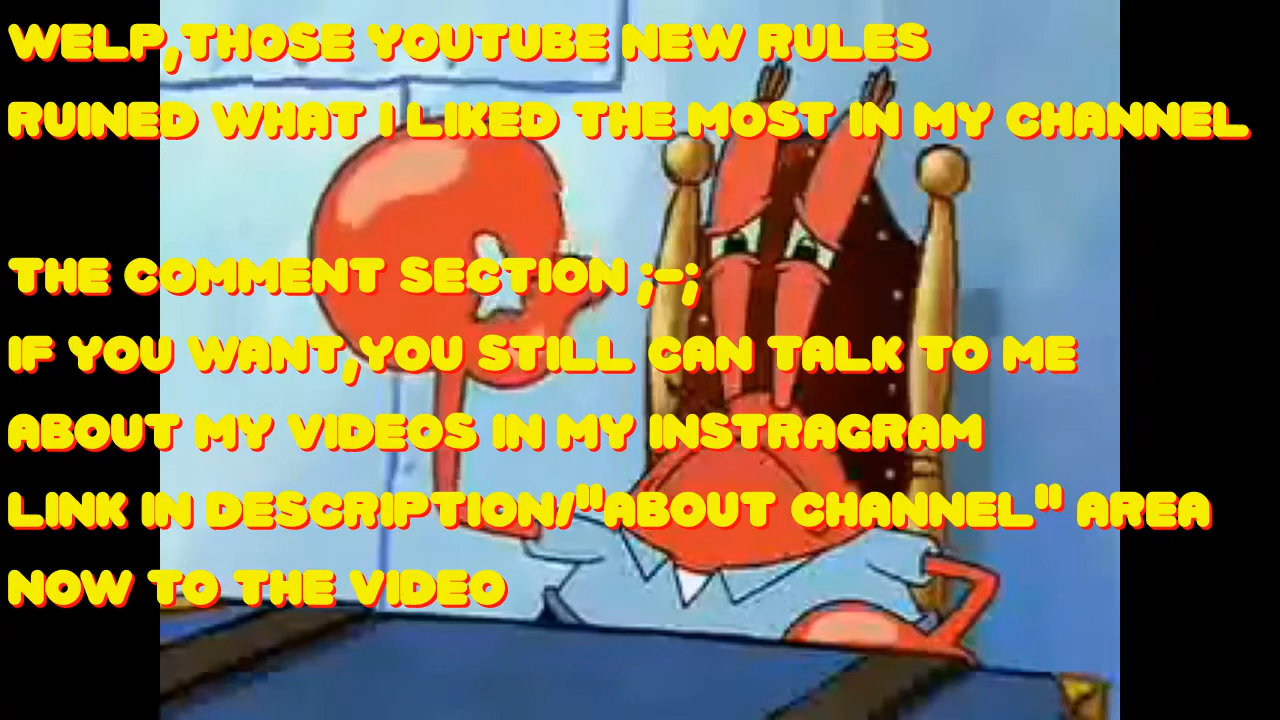 WELP,THOSE YOUTUBE NEW RULES
RUINED WHAT I LIKED THE MOST IN MY CHANNEL
THE COMMENT SECTION ;-;
IF YOU WANT,YOU STILL CAN TALK TO ME
ABOUT MY VIDEOS IN MY INSTRAGRAM
LINK IN DESCRIPTION/"ABOUT CHANNEL" AREA
NOW TO THE VIDEO